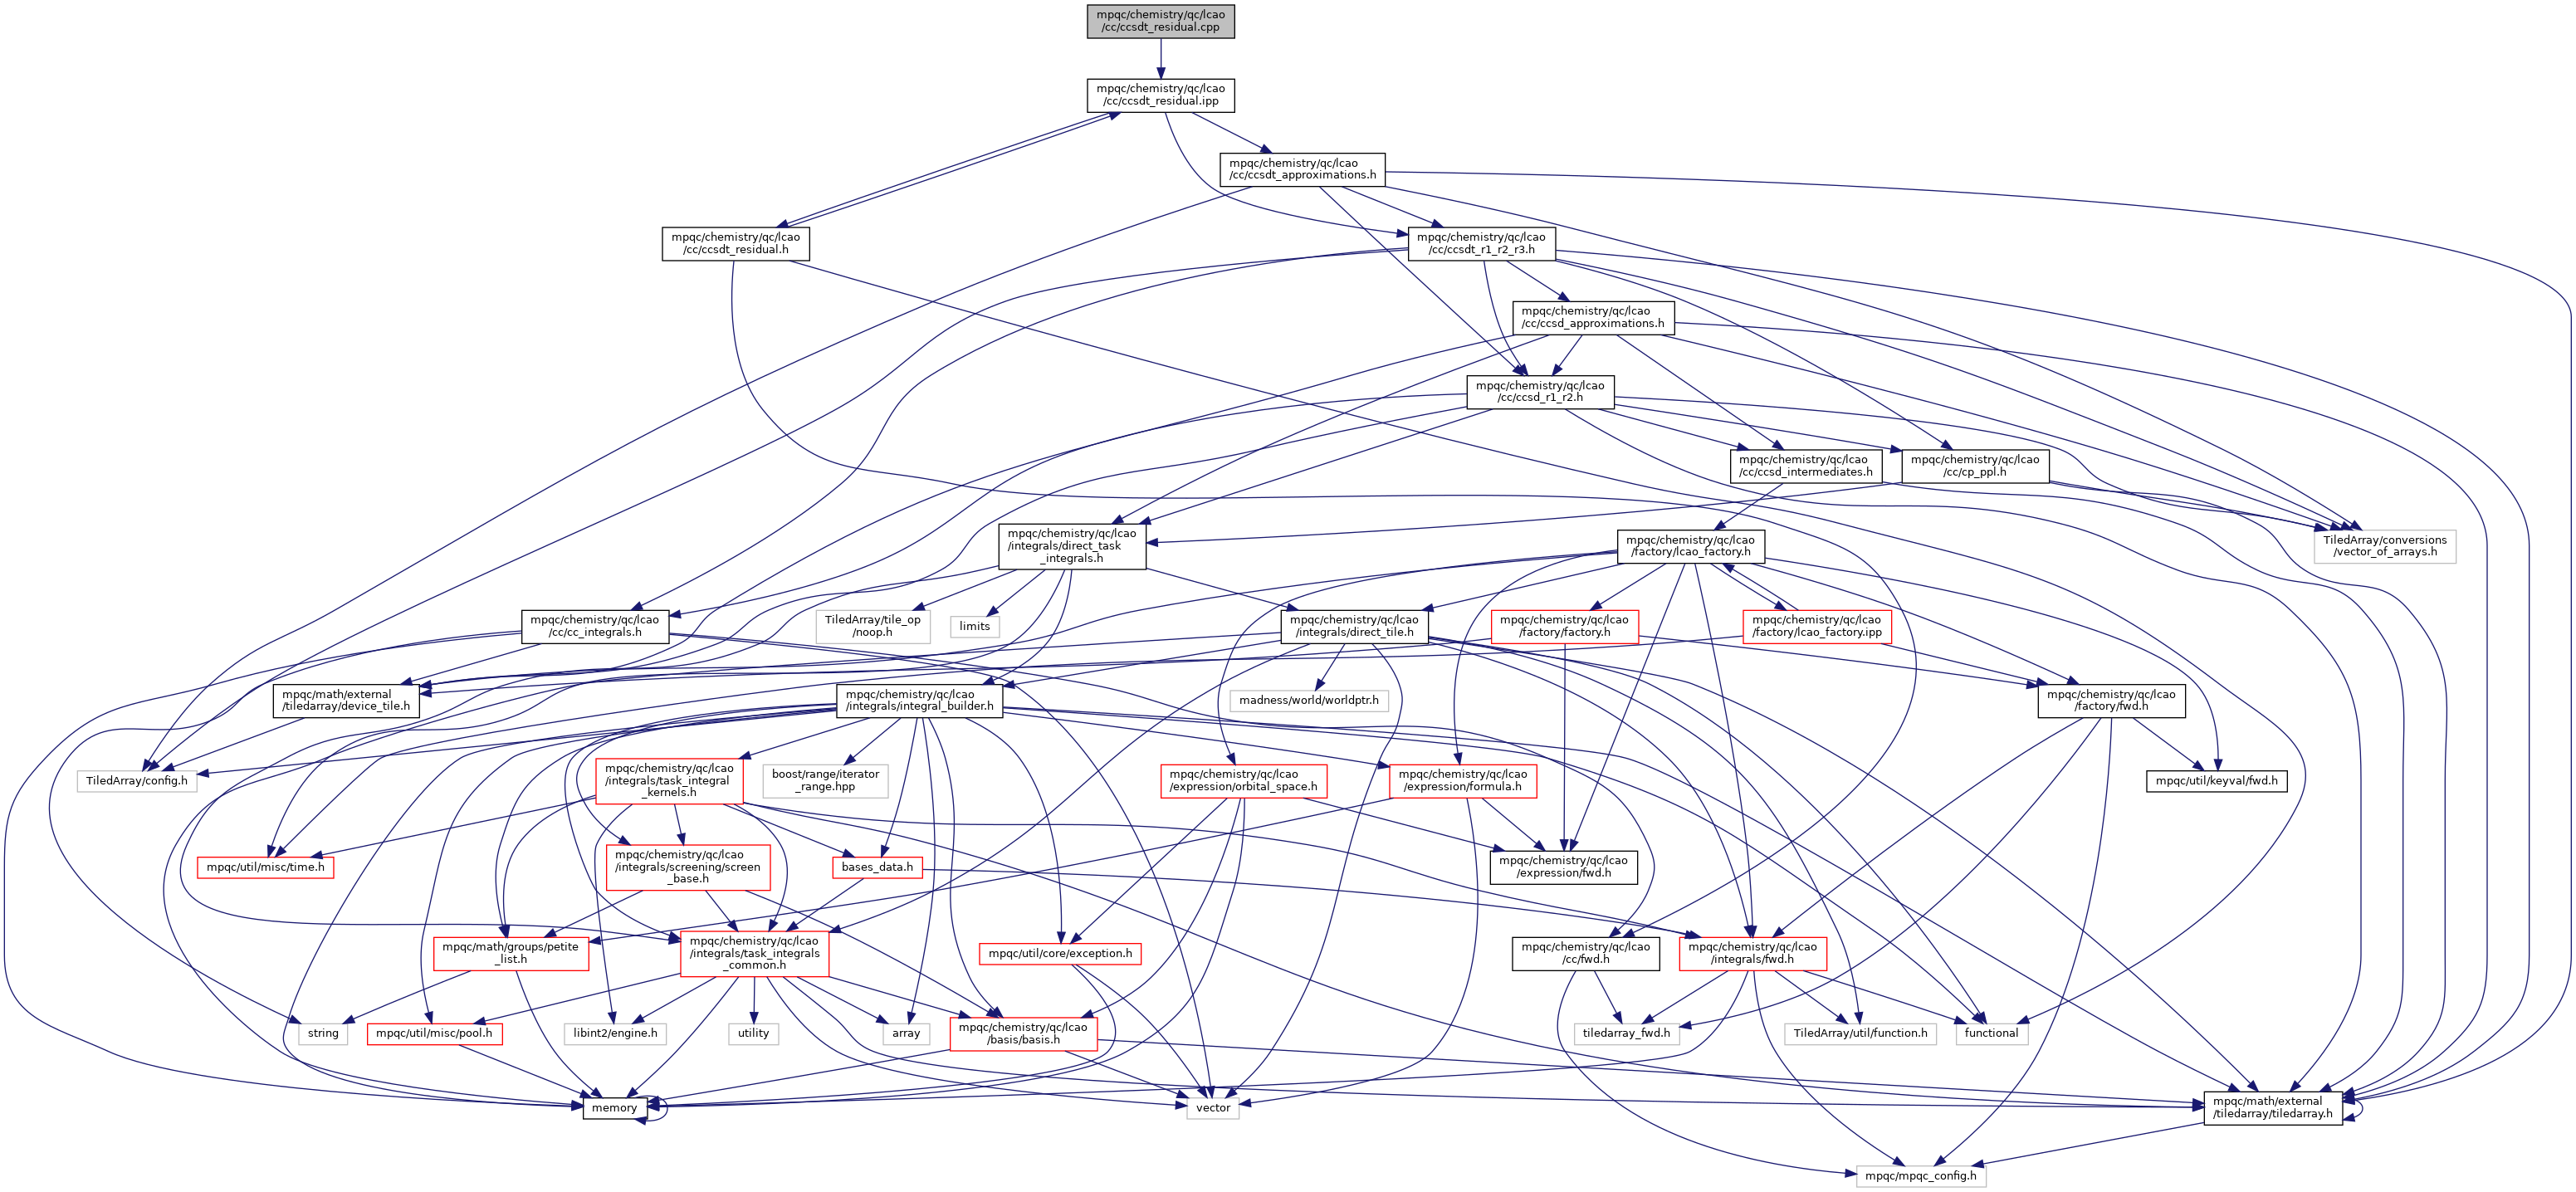 mpqc/chemistry/qc/lcao
/cc/ccsdt_residual.cpp
mpqc/chemistry/qc/lcao
/cc/ccsdt_residual.ipp
mpqc/chemistry/qc/lcao
/cc/ccsdt_approximations.h
mpqc/chemistry/qc/lcao
/cc/ccsdt_residual.h
mpqc/chemistry/qc/lcao
/cc/ccsdt_r1_r2_r3.h
mpqc/chemistry/qc/lcao
/cc/ccsd_approximations.h
mpqc/chemistry/qc/lcao
/cc/ccsd_r1_r2.h
mpqc/chemistry/qc/lcao
/cc/ccsd_intermediates.h
mpqc/chemistry/qc/lcao
/cc/cp_ppl.h
mpqc/chemistry/qc/lcao
/integrals/direct_task
_integrals.h
mpqc/chemistry/qc/lcao
/factory/lcao_factory.h
TiledArray/conversions
/vector_of_arrays.h
mpqc/chemistry/qc/lcao
/cc/cc_integrals.h
TiledArray/tile_op
/noop.h
limits
mpqc/chemistry/qc/lcao
/integrals/direct_tile.h
mpqc/chemistry/qc/lcao
/factory/factory.h
mpqc/chemistry/qc/lcao
/factory/lcao_factory.ipp
mpqc/math/external
/tiledarray/device_tile.h
mpqc/chemistry/qc/lcao
/integrals/integral_builder.h
madness/world/worldptr.h
mpqc/chemistry/qc/lcao
/factory/fwd.h
TiledArray/config.h
mpqc/chemistry/qc/lcao
/integrals/task_integral
_kernels.h
boost/range/iterator
_range.hpp
mpqc/chemistry/qc/lcao
/expression/orbital_space.h
mpqc/chemistry/qc/lcao
/expression/formula.h
mpqc/util/keyval/fwd.h
mpqc/util/misc/time.h
mpqc/chemistry/qc/lcao
/integrals/screening/screen
_base.h
bases_data.h
mpqc/chemistry/qc/lcao
/expression/fwd.h
mpqc/math/groups/petite
_list.h
mpqc/chemistry/qc/lcao
/integrals/task_integrals
_common.h
mpqc/util/core/exception.h
mpqc/chemistry/qc/lcao
/cc/fwd.h
mpqc/chemistry/qc/lcao
/integrals/fwd.h
string
mpqc/util/misc/pool.h
libint2/engine.h
utility
array
mpqc/chemistry/qc/lcao
/basis/basis.h
tiledarray_fwd.h
TiledArray/util/function.h
functional
memory
vector
mpqc/math/external
/tiledarray/tiledarray.h
mpqc/mpqc_config.h